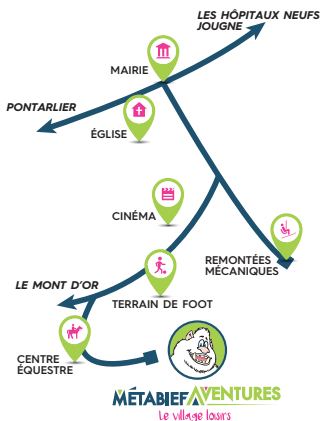 LES HÔPITAUX NEUFS
JOUGNE
MAIRIE
PONTARLIER
ÉGLISE
CINÉMA
REMONTÉES
MÉCANIQUES
LE MONT D'OR
TERRAIN DE FOOT
CENTRE
ÉQUESTRE
MÉTABIEF AVENTURES
Le village loisirs